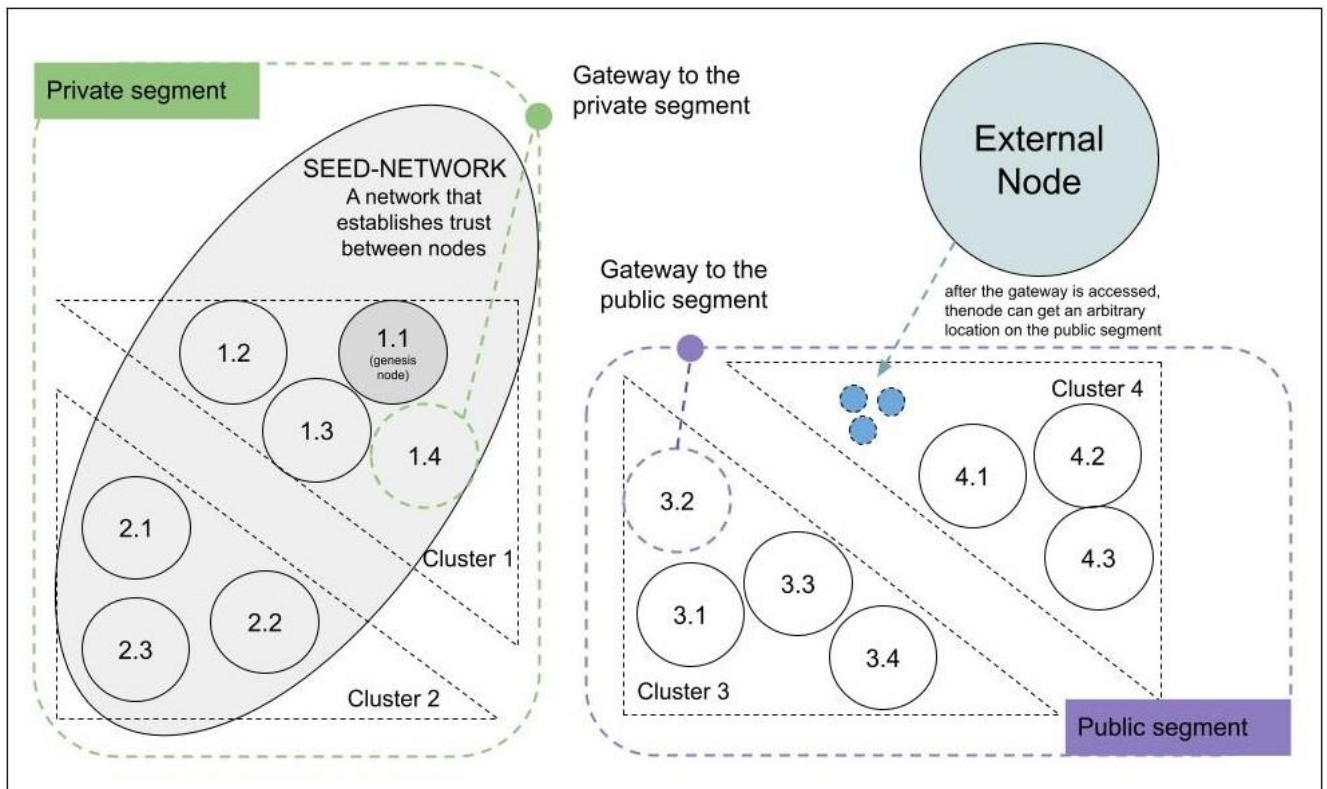 Private segment
Gateway to the
private segment
External
Node
SEED-NETWORK
A network that
establishes trust
between nodes
Gateway to the
public segment
after the gateway is accessed,
thenode can get an arbitrary
location on the public segment
1.2
1.1
(genesis
node)
1.3
1.4
2.1
2.2
2.3
Cluster 1
Cluster 2
Cluster 4
4.1
4.2
4.3
3.2
3.3
3.1
3.4
Cluster 3
Public segment